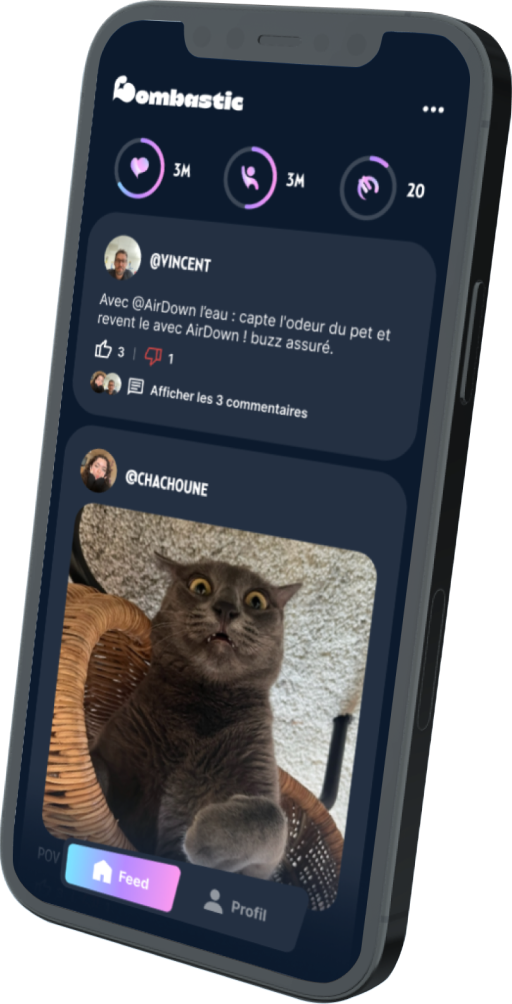 Bombastic
3M
3M
20
@VINCENT
Avec @AirDown l'eau : capte l'odeur du pet et
revent le avec AirDown ! buzz assuré.
3 | 1
Afficher les 3 commentaires
@CHACHOUNE
POV
Feed
Profil